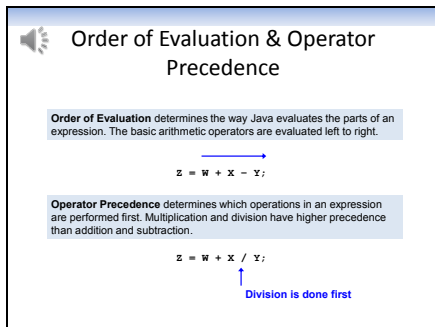 Order of Evaluation & Operator
Precedence
Order of Evaluation determines the way Java evaluates the parts of an
expression. The basic arithmetic operators are evaluated left to right.
Z = W + X - Y;
Operator Precedence determines which operations in an expression
are performed first. Multiplication and division have higher precedence
than addition and subtraction.
Z = W + X / Y;
Division is done first